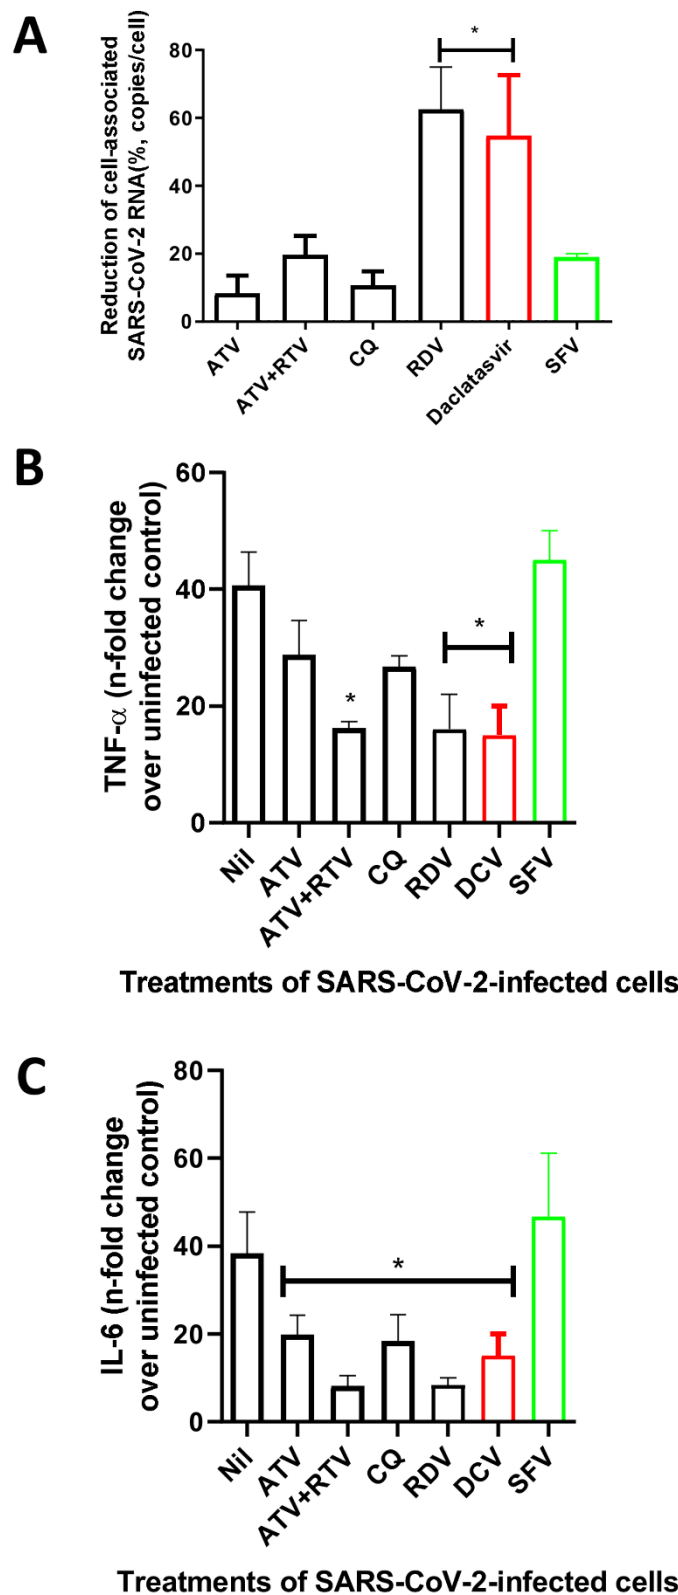 A
Reduction of cell-associated
SARS-CoV-2 RNA(%, copies/cell)
80
60
40
20
0
*
ATV
ATV+RTV
CQ
RDV
Daclatasvir
SFV
B
TNF-α (n-fold change
over uninfected control)
60
40
20
0
*
*
Nil
ATV
ATV+RTV
CQ
RDV
DCV
SFV
Treatments of SARS-CoV-2-infected cells
C
IL-6 (n-fold change
over uninfected control)
80
60
40
20
0
*
Nil
ATV
ATV+RTV
CQ
RDV
DCV
SFV
Treatments of SARS-CoV-2-infected cells